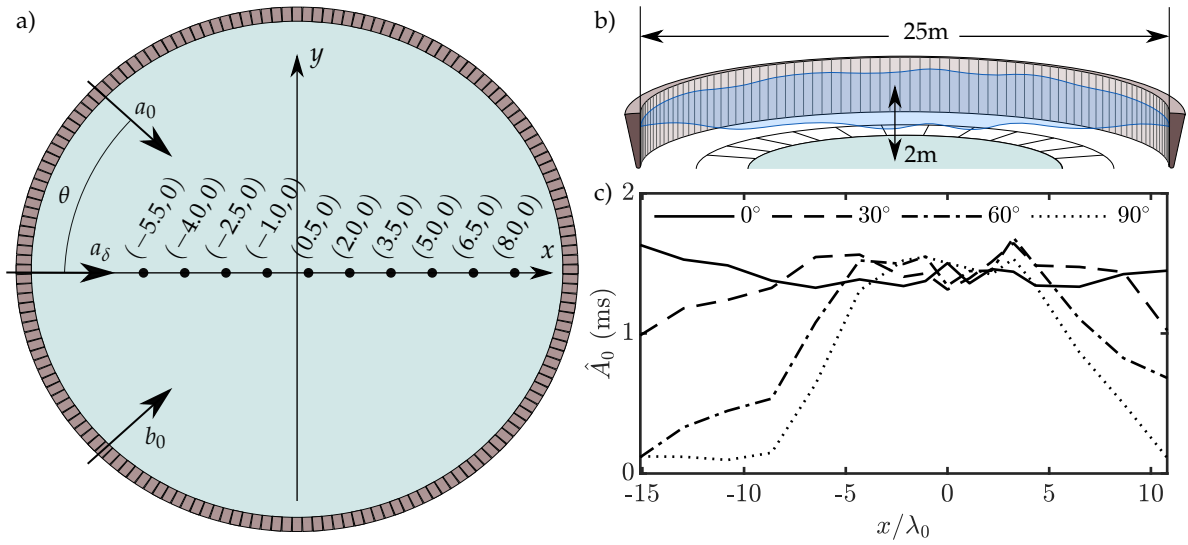 a)
y
a₀
θ
a_δ
(−5.5, 0)
(−4.0, 0)
(−2.5, 0)
(−1.0, 0)
(0.5, 0)
(2.0, 0)
(3.5, 0)
(5.0, 0)
(6.5, 0)
(8.0, 0)
x
b₀
b)
25m
2m
c)
0° 30° 60° 90°
2
1
0
Â₀ (ms)
-15 -10 -5 0 5 10
x/λ₀